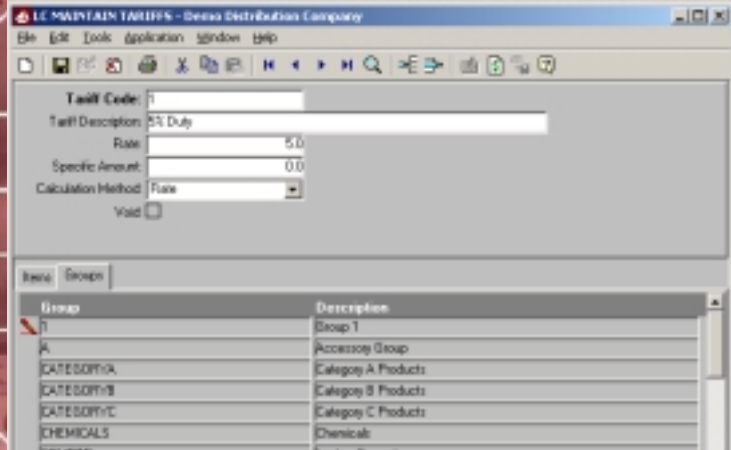 LC MAINTAIN TARIFFS - Demo Distribution Company
File Edit Tools Application Window Help
Tariff Code: 1
Tariff Description: 5% Duty
Rate: 5.0
Specific Amount: 0.0
Calculation Method: Rate
Void:
Items Groups
Group Description
1 Group 1
A Accessory Group
CATEGORYA Category A Products
CATEGORYB Category B Products
CATEGORYC Category C Products
CHEMICALS Chemicals